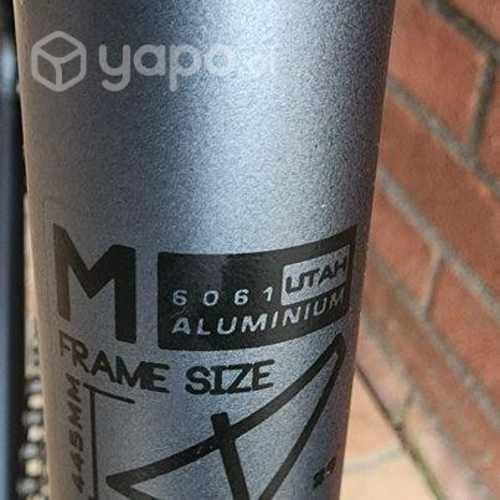 yapo.cl
M
6061 UTAH
ALUMINIUM
FRAME SIZE
445MM